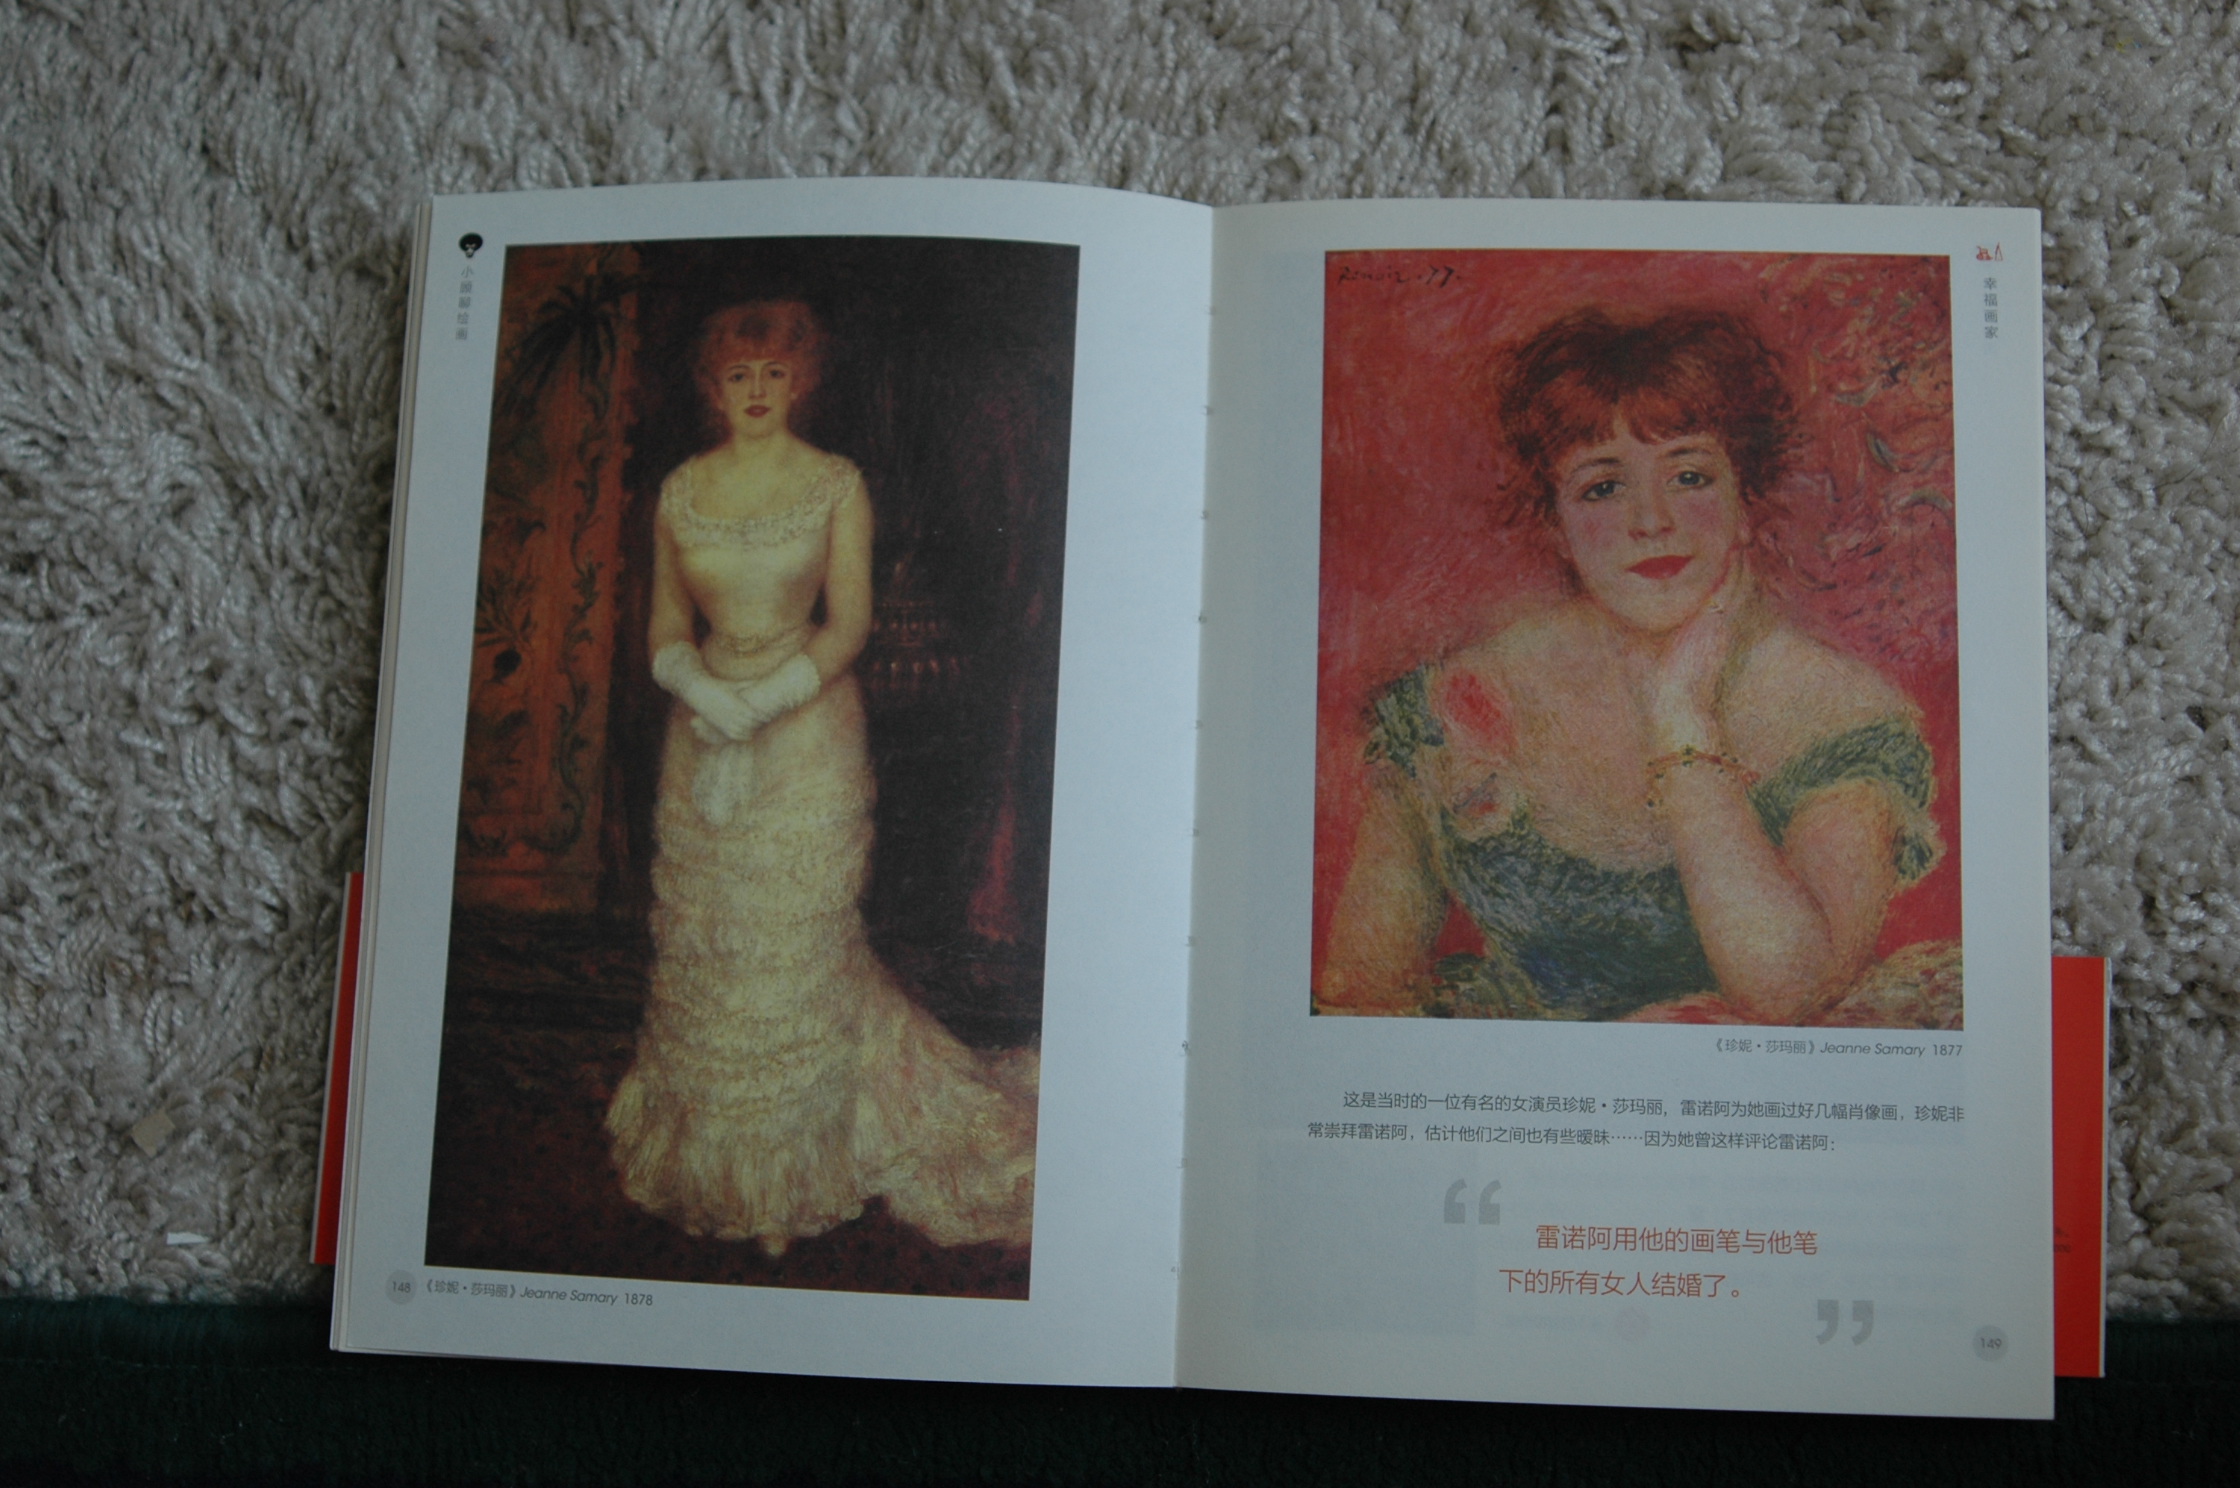 小顾聊绘画
148 《珍妮·莎玛丽》Jeanne Samary 1878
幸福画家
Renoir.77.
《珍妮·莎玛丽》Jeanne Samary 1877
这是当时的一位有名的女演员珍妮·莎玛丽，雷诺阿为她画过好几幅肖像画，珍妮非
常崇拜雷诺阿，估计他们之间也有些暧昧……因为她曾这样评论雷诺阿：
“
雷诺阿用他的画笔与他笔
下的所有女人结婚了。
”
149